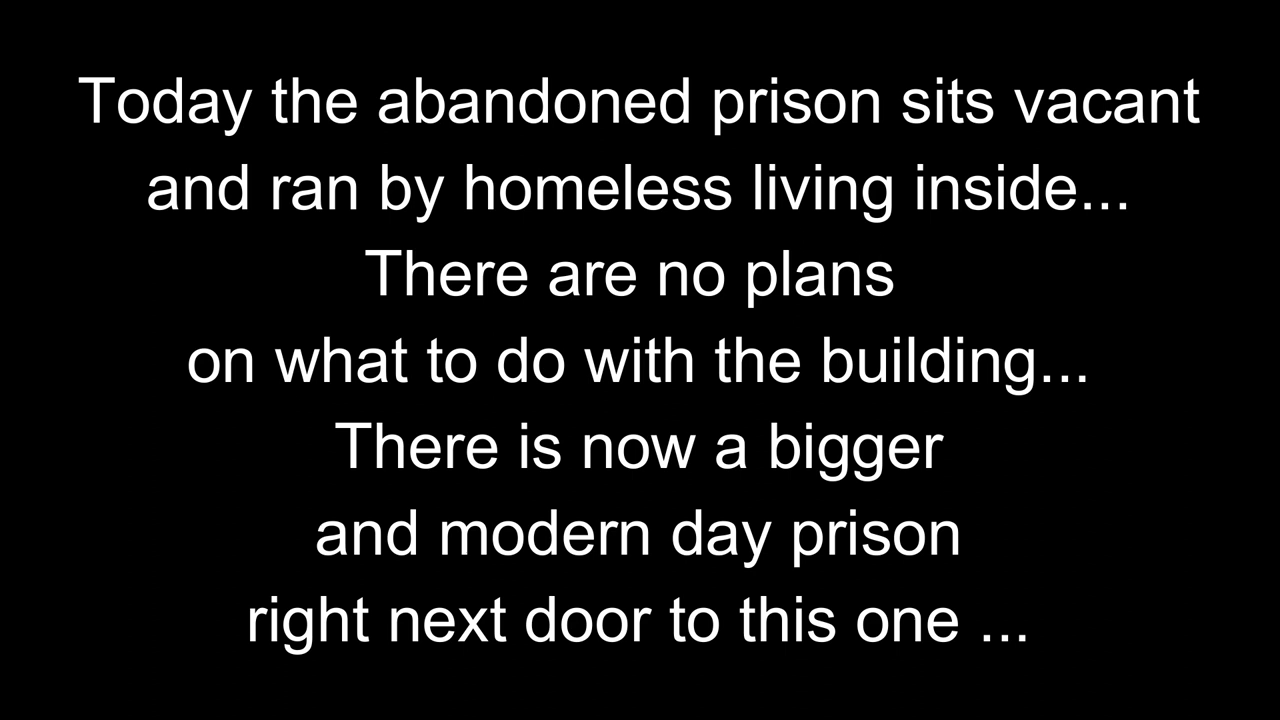 Today the abandoned prison sits vacant
and ran by homeless living inside...
There are no plans
on what to do with the building...
There is now a bigger
and modern day prison
right next door to this one ...